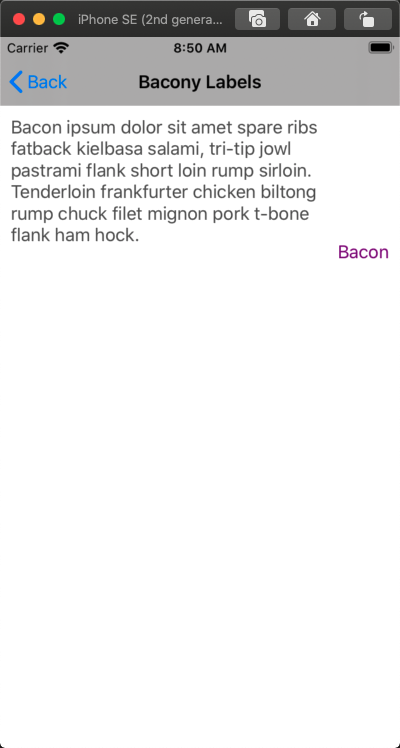 iPhone SE (2nd genera...
Carrier 8:50 AM
Back Bacony Labels
Bacon ipsum dolor sit amet spare ribs
fatback kielbasa salami, tri-tip jowl
pastrami flank short loin rump sirloin.
Tenderloin frankfurter chicken biltong
rump chuck filet mignon pork t-bone
flank ham hock.
Bacon